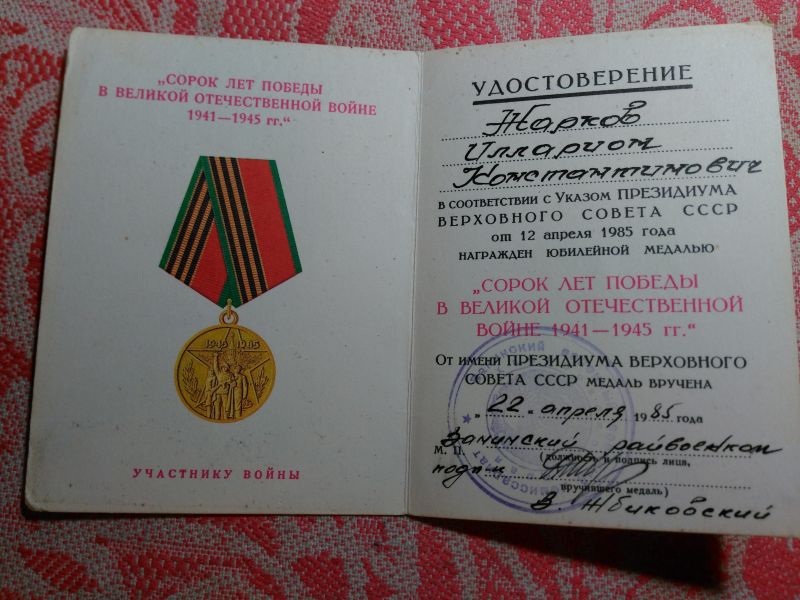 „СОРОК ЛЕТ ПОБЕДЫ
В ВЕЛИКОЙ ОТЕЧЕСТВЕННОЙ ВОЙНЕ
1941—1945 гг.“
1945 1985
УЧАСТНИКУ ВОЙНЫ
УДОСТОВЕРЕНИЕ
Жарков
Илларион
Константинович
В СООТВЕТСТВИИ С УКАЗОМ ПРЕЗИДИУМА
ВЕРХОВНОГО СОВЕТА СССР
от 12 апреля 1985 года
НАГРАЖДЕН ЮБИЛЕЙНОЙ МЕДАЛЬЮ
„СОРОК ЛЕТ ПОБЕДЫ
В ВЕЛИКОЙ ОТЕЧЕСТВЕННОЙ
ВОЙНЕ 1941—1945 гг.“
От имени ПРЕЗИДИУМА ВЕРХОВНОГО
СОВЕТА СССР МЕДАЛЬ ВРУЧЕНА
„22“ апреля 1985 года
Ванинский райвоенком
М. П. (должность и подпись лица,
подп-к
вручившего медаль)
В. Жбиковский